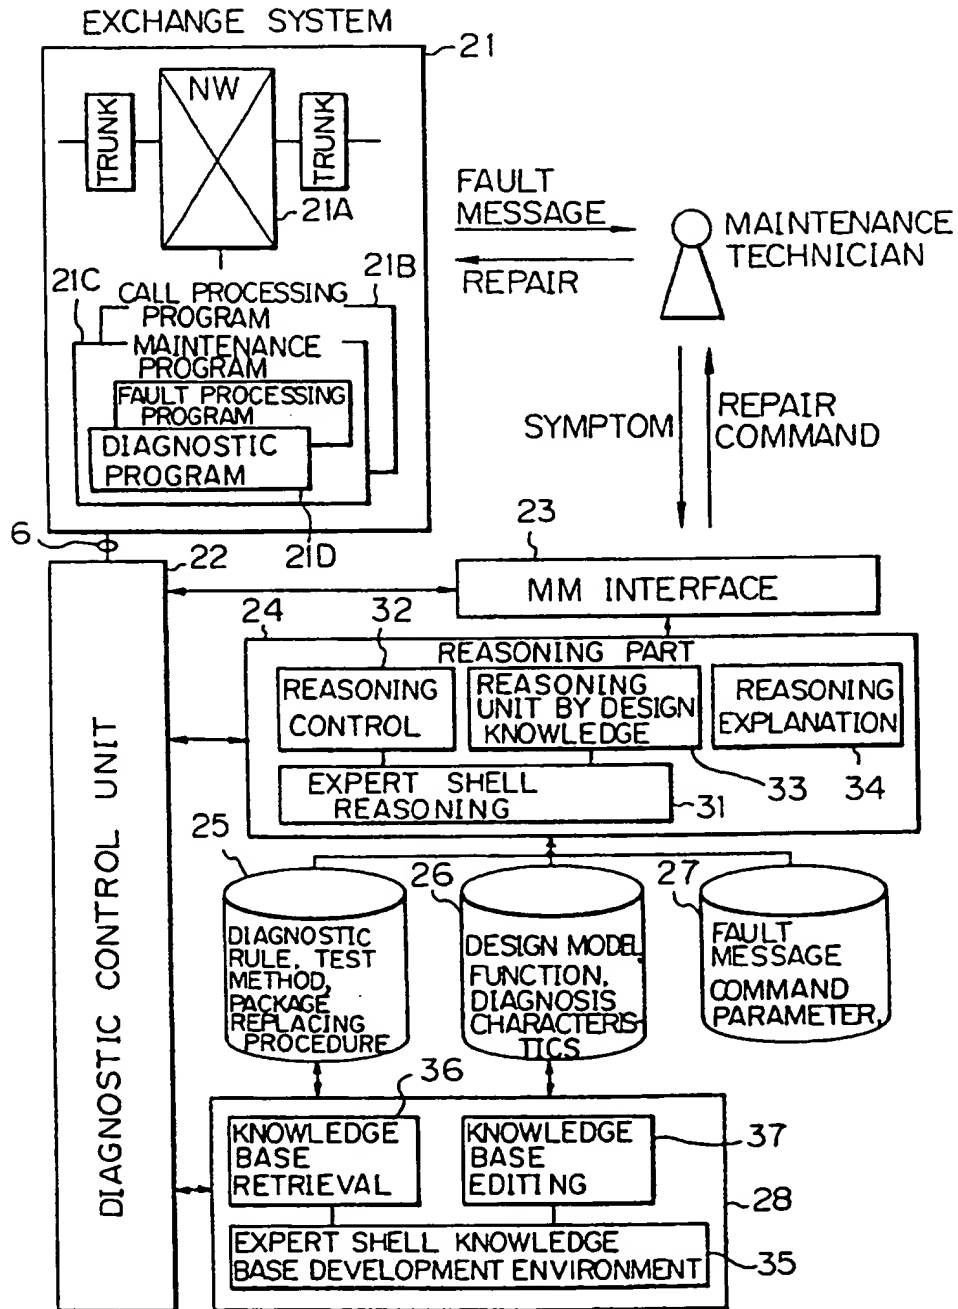 EXCHANGE SYSTEM
21
NW
TRUNK
TRUNK
21A
FAULT
MESSAGE
REPAIR
MAINTENANCE
TECHNICIAN
21C
21B
CALL PROCESSING
PROGRAM
MAINTENANCE
PROGRAM
FAULT PROCESSING
PROGRAM
DIAGNOSTIC
PROGRAM
21D
SYMPTOM
REPAIR
COMMAND
6
22
23
MM INTERFACE
24
32
REASONING PART
REASONING
CONTROL
REASONING
UNIT BY DESIGN
KNOWLEDGE
REASONING
EXPLANATION
EXPERT SHELL
REASONING
31
33
34
DIAGNOSTIC CONTROL UNIT
25
26
27
DIAGNOSTIC
RULE, TEST
METHOD,
PACKAGE
REPLACING
PROCEDURE
DESIGN MODEL,
FUNCTION,
DIAGNOSIS
CHARACTERIS-
TICS
FAULT
MESSAGE
COMMAND
PARAMETER,
36
KNOWLEDGE
BASE
RETRIEVAL
KNOWLEDGE
BASE
EDITING
37
28
EXPERT SHELL KNOWLEDGE
BASE DEVELOPMENT ENVIRONMENT
35